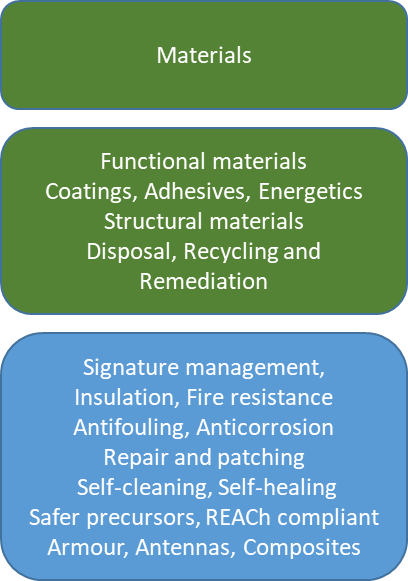 Materials
Functional materials
Coatings, Adhesives, Energetics
Structural materials
Disposal, Recycling and
Remediation
Signature management,
Insulation, Fire resistance
Antifouling, Anticorrosion
Repair and patching
Self-cleaning, Self-healing
Safer precursors, REACh compliant
Armour, Antennas, Composites